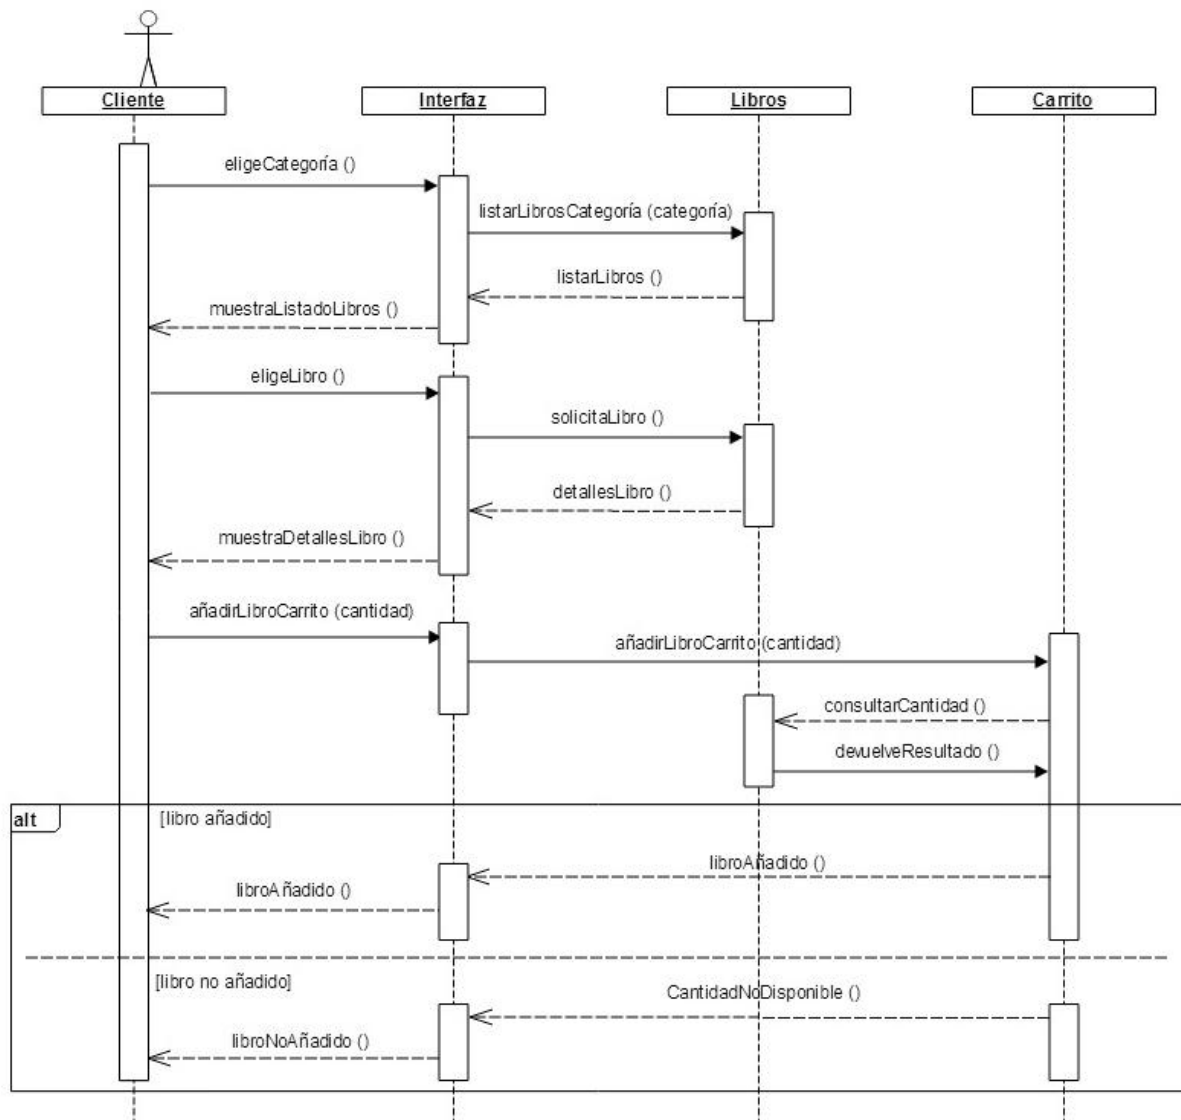 Cliente
Interfaz
Libros
Carrito
eligeCategoría ()
listarLibrosCategoría (categoría)
listarLibros ()
muestraListadoLibros ()
eligeLibro ()
solicitaLibro ()
detallesLibro ()
muestraDetallesLibro ()
añadirLibroCarrito (cantidad)
añadirLibroCarrito (cantidad)
consultarCantidad ()
devuelveResultado ()
alt
[libro añadido]
libroAñadido ()
libroAñadido ()
[libro no añadido]
CantidadNoDisponible ()
libroNoAñadido ()